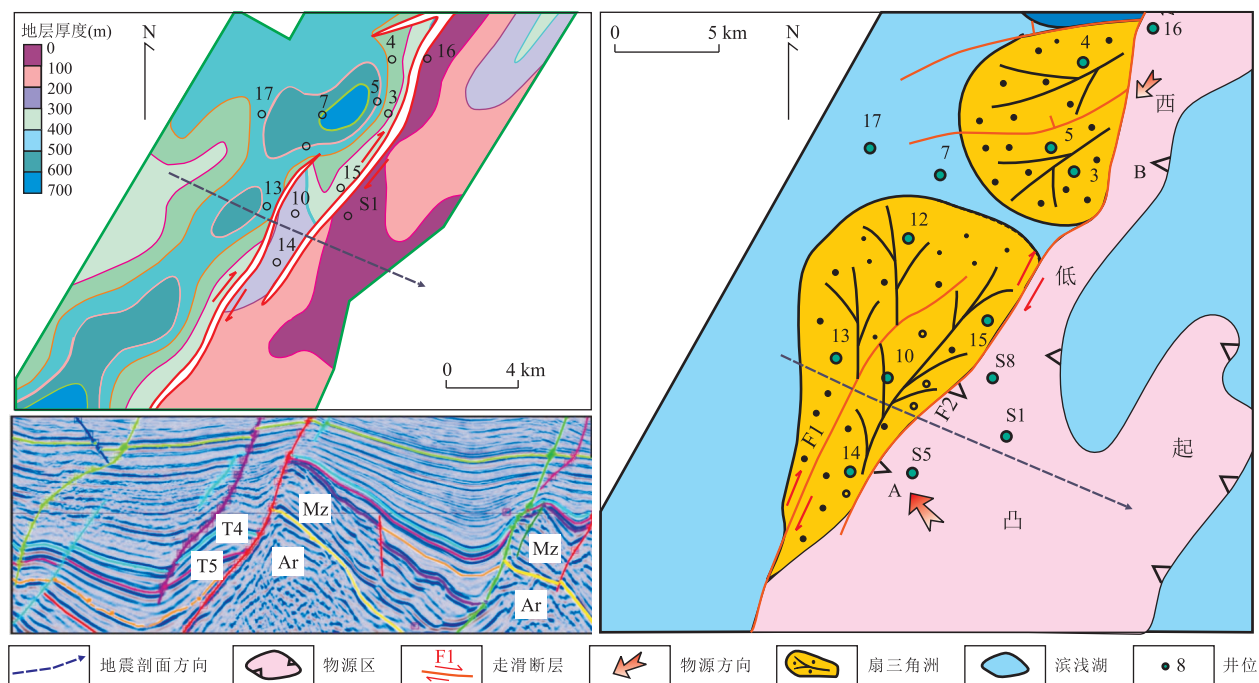 地层厚度(m)
0
100
200
300
400
500
600
700
N
4
16
17
7
5
3
15
13
10
S1
14
0 4 km
T4
T5
Mz
Ar
Mz
Ar
0 5 km
N
16
4
西
17
7
5
3
B
12
低
13
10
15
S8
F1
F2
S1
14
S5
起
A
凸
地震剖面方向
物源区
F1
走滑断层
物源方向
扇三角洲
滨浅湖
8
井位